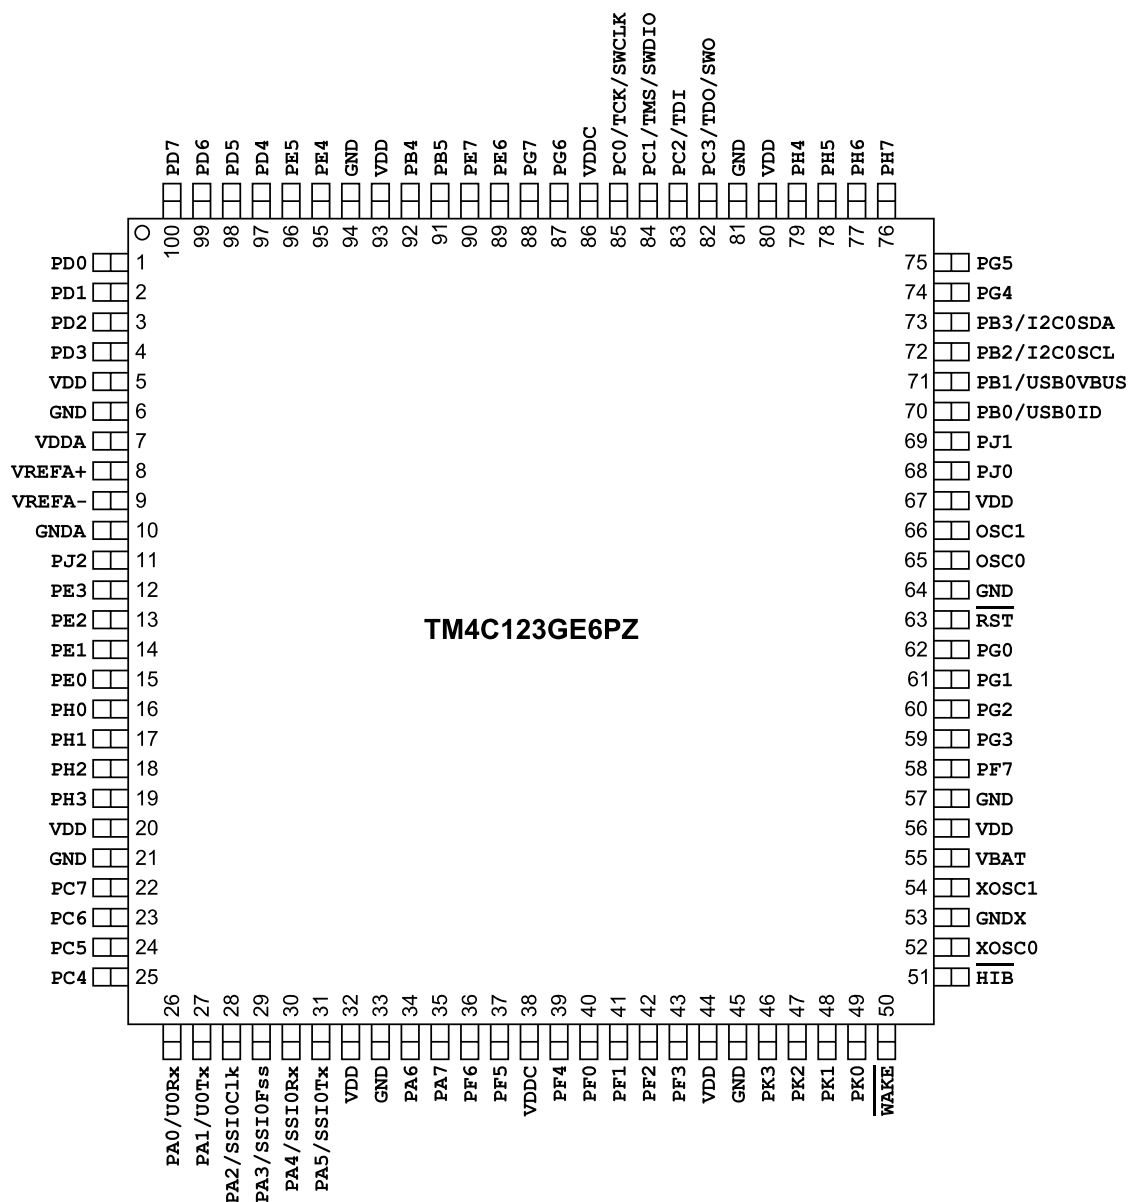 PD7
PD6
PD5
PD4
PE5
PE4
GND
VDD
PB4
PB5
PE7
PE6
PG7
PG6
VDDC
PC0/TCK/SWCLK
PC1/TMS/SWDIO
PC2/TDI
PC3/TDO/SWO
GND
VDD
PH4
PH5
PH6
PH7
100
99
98
97
96
95
94
93
92
91
90
89
88
87
86
85
84
83
82
81
80
79
78
77
76
PD0 1
PD1 2
PD2 3
PD3 4
VDD 5
GND 6
VDDA 7
VREFA+ 8
VREFA- 9
GNDA 10
PJ2 11
PE3 12
PE2 13
PE1 14
PE0 15
PH0 16
PH1 17
PH2 18
PH3 19
VDD 20
GND 21
PC7 22
PC6 23
PC5 24
PC4 25
TM4C123GE6PZ
75 PG5
74 PG4
73 PB3/I2C0SDA
72 PB2/I2C0SCL
71 PB1/USB0VBUS
70 PB0/USB0ID
69 PJ1
68 PJ0
67 VDD
66 OSC1
65 OSC0
64 GND
63 RST
62 PG0
61 PG1
60 PG2
59 PG3
58 PF7
57 GND
56 VDD
55 VBAT
54 XOSC1
53 GNDX
52 XOSC0
51 HIB
26
27
28
29
30
31
32
33
34
35
36
37
38
39
40
41
42
43
44
45
46
47
48
49
50
PA0/U0Rx
PA1/U0Tx
PA2/SSI0Clk
PA3/SSI0Fss
PA4/SSI0Rx
PA5/SSI0Tx
VDD
GND
PA6
PA7
PF6
PF5
VDDC
PF4
PF0
PF1
PF2
PF3
VDD
GND
PK3
PK2
PK1
PK0
WAKE